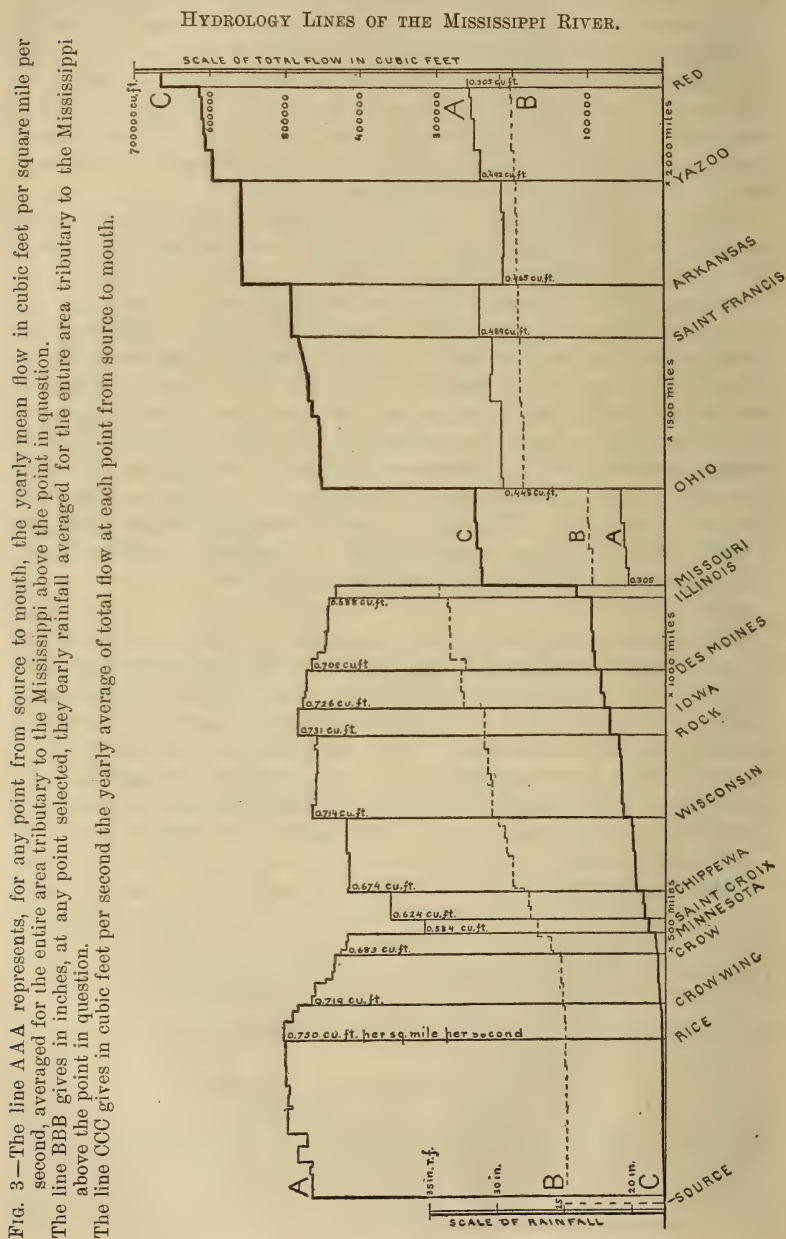 HYDROLOGY LINES OF THE MISSISSIPPI RIVER.
SCALE OF TOTAL FLOW IN CUBIC FEET
700000 cu.ft.
600000
500000
400000
300000
100000
C
A
B
0.505 cu ft.
RED
x 2000 miles
YAZOO
0.492 cu.ft.
ARKANSAS
0.465 cu.ft.
SAINT FRANCIS
0.489 cu.ft.
x 1500 miles
OHIO
0.448 cu.ft.
C
B
A
0.305
MISSOURI
ILLINOIS
0.688 cu.ft.
DES MOINES
0.702 cu.ft
x 1000 miles
IOWA
0.726 cu.ft.
ROCK
0.731 cu.ft.
WISCONSIN
0.714 cu.ft.
CHIPPEWA
0.674 cu.ft.
x 500 miles
SAINT CROIX
0.624 cu.ft.
MINNESOTA
0.584 cu.ft.
CROW
0.683 cu.ft.
CROW WING
0.719 cu.ft.
RICE
0.750 cu.ft. per sq. mile per second
A
B
C
SOURCE
35 in. r.f.
30 in.
25
20 in.
SCALE OF RAINFALL
FIG. 3—The line AAA represents, for any point from source to mouth, the yearly mean flow in cubic feet per square mile per
second, averaged for the entire area tributary to the Mississippi above the point in question.
The line BBB gives in inches, at any point selected, they early rainfall averaged for the entire area tributary to the Mississippi
above the point in question.
The line CCC gives in cubic feet per second the yearly average of total flow at each point from source to mouth.